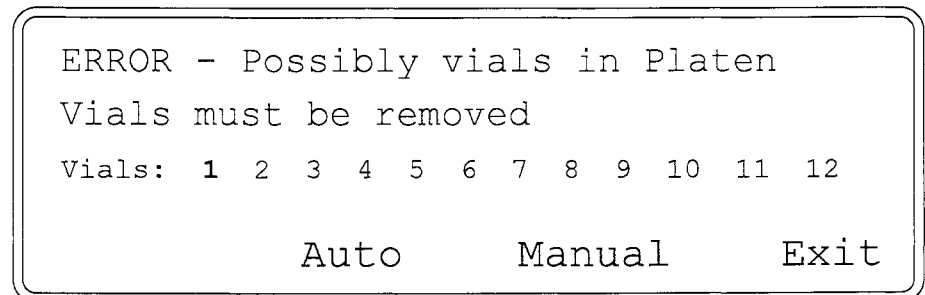 ERROR - Possibly vials in Platen
Vials must be removed
Vials: 1 2 3 4 5 6 7 8 9 10 11 12
Auto Manual Exit